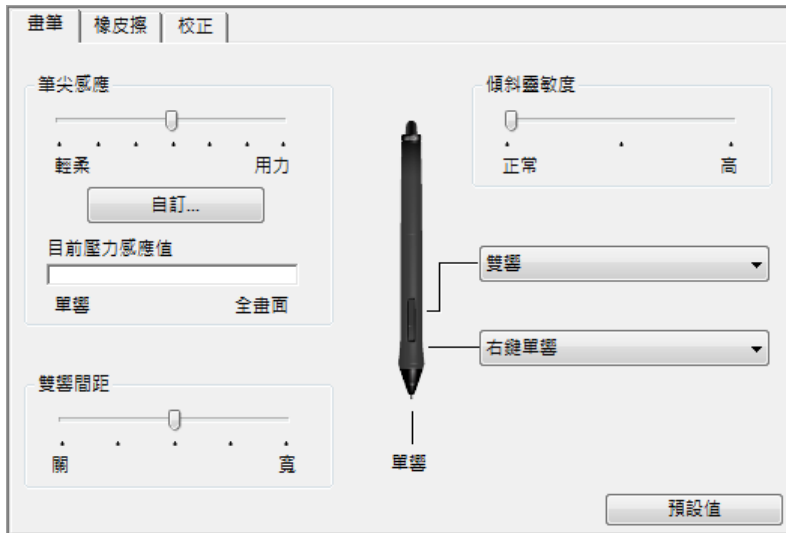 畫筆 橡皮擦 校正
筆尖感應
輕柔 用力
自訂...
目前壓力感應值
單響 全畫面
雙響間距
關 寬
傾斜靈敏度
正常 高
雙響
右鍵單響
單響
預設值